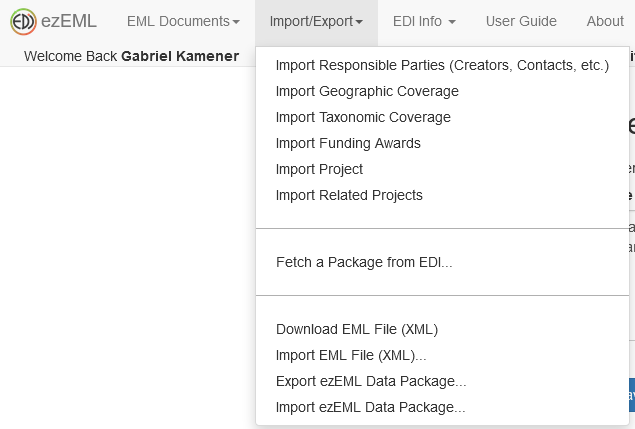 EDI ezEML EML Documents Import/Export EDI Info User Guide About
Welcome Back Gabriel Kamener
Import Responsible Parties (Creators, Contacts, etc.)
Import Geographic Coverage
Import Taxonomic Coverage
Import Funding Awards
Import Project
Import Related Projects
Fetch a Package from EDI...
Download EML File (XML)
Import EML File (XML)...
Export ezEML Data Package...
Import ezEML Data Package...